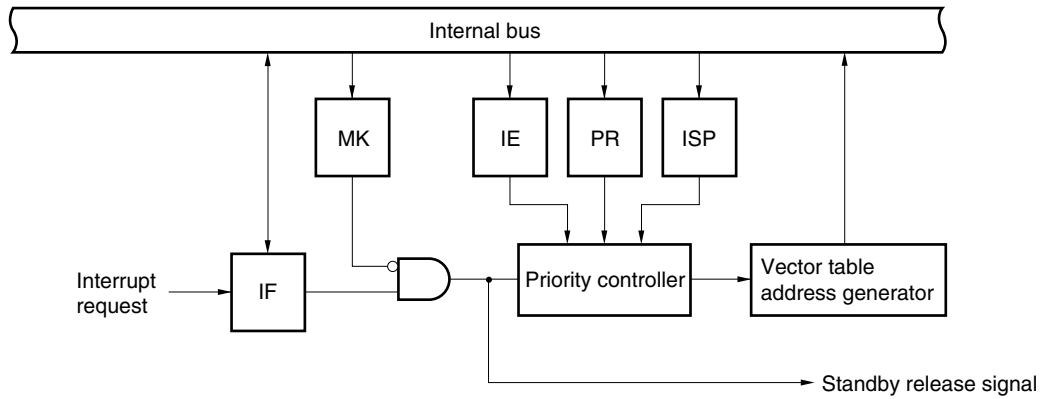 Internal bus
MK
IE
PR
ISP
Interrupt
request
IF
Priority controller
Vector table
address generator
Standby release signal